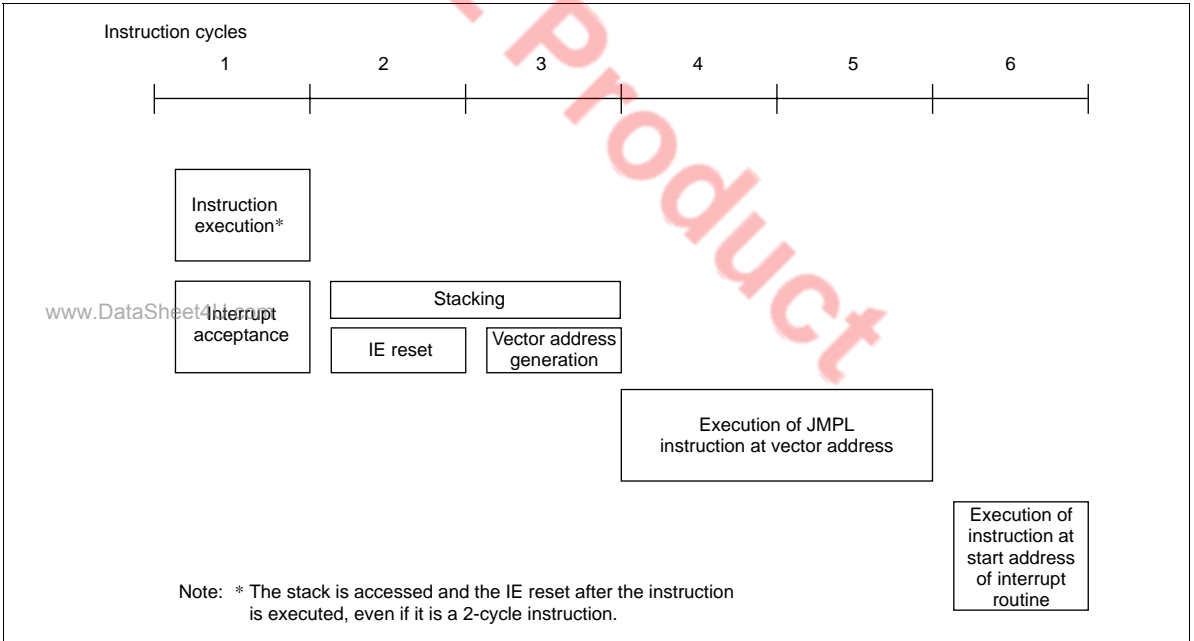 Instruction cycles
1 2 3 4 5 6
Instruction
execution*
www.DataSheet4U.com
Interrupt
acceptance
Stacking
IE reset
Vector address
generation
Execution of JMPL
instruction at vector address
Execution of
instruction at
start address
of interrupt
routine
Note: * The stack is accessed and the IE reset after the instruction
is executed, even if it is a 2-cycle instruction.
Product